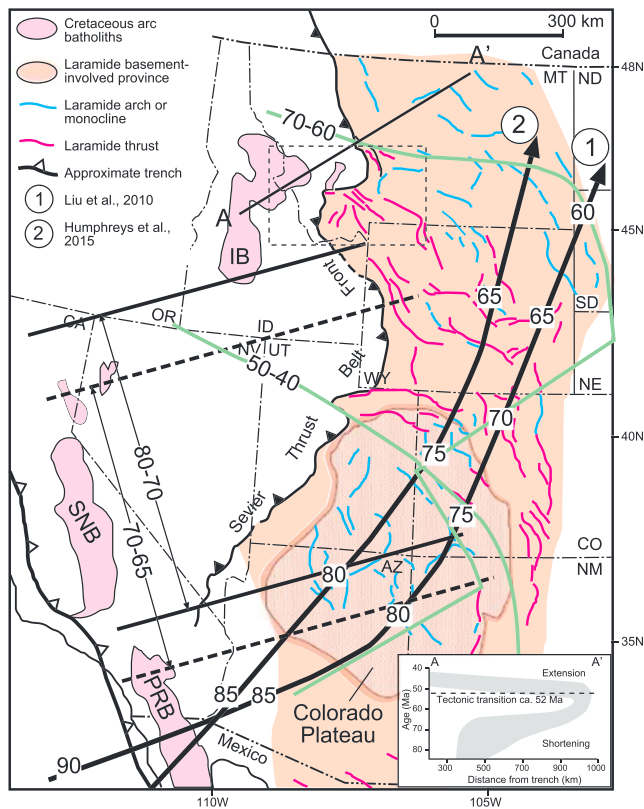 Cretaceous arc
batholiths
Laramide basement-
involved province
Laramide arch or
monocline
Laramide thrust
Approximate trench
1 Liu et al., 2010
2 Humphreys et al.,
2015
0 300 km
A'
Canada
48N
MT ND
70-60
2
1
A
60
45N
IB
Front
65
65
SD
CA
OR
ID
NV UT
50-40
Belt
WY
NE
70
40N
75
Thrust
80-70
SNB
75
70-65
Sevier
CO
80
AZ
NM
80
35N
PRB
85
85
Colorado
Plateau
Mexico
90
A A'
40
50
60
70
80
Age (Ma)
Extension
Tectonic transition ca. 52 Ma
Shortening
300 500 900 1000
Distance from trench (km)
110W 105W